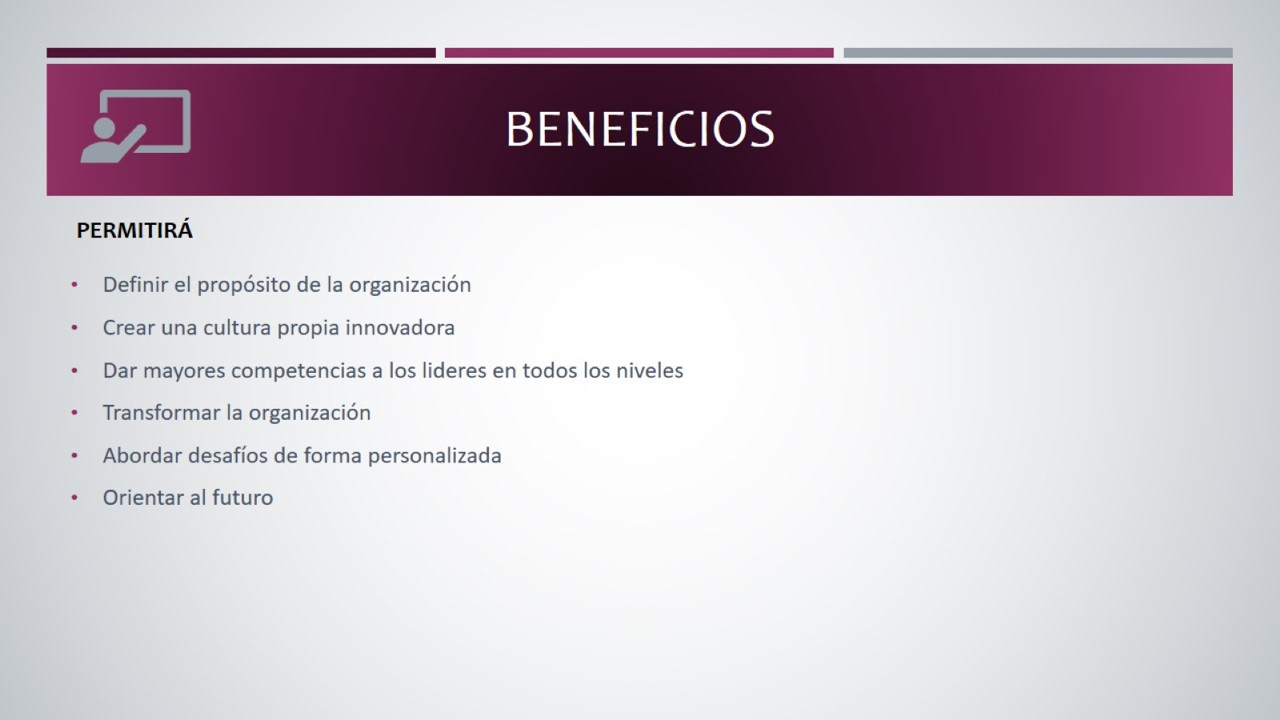 BENEFICIOS
PERMITIRÁ
• Definir el propósito de la organización
• Crear una cultura propia innovadora
• Dar mayores competencias a los lideres en todos los niveles
• Transformar la organización
• Abordar desafíos de forma personalizada
• Orientar al futuro